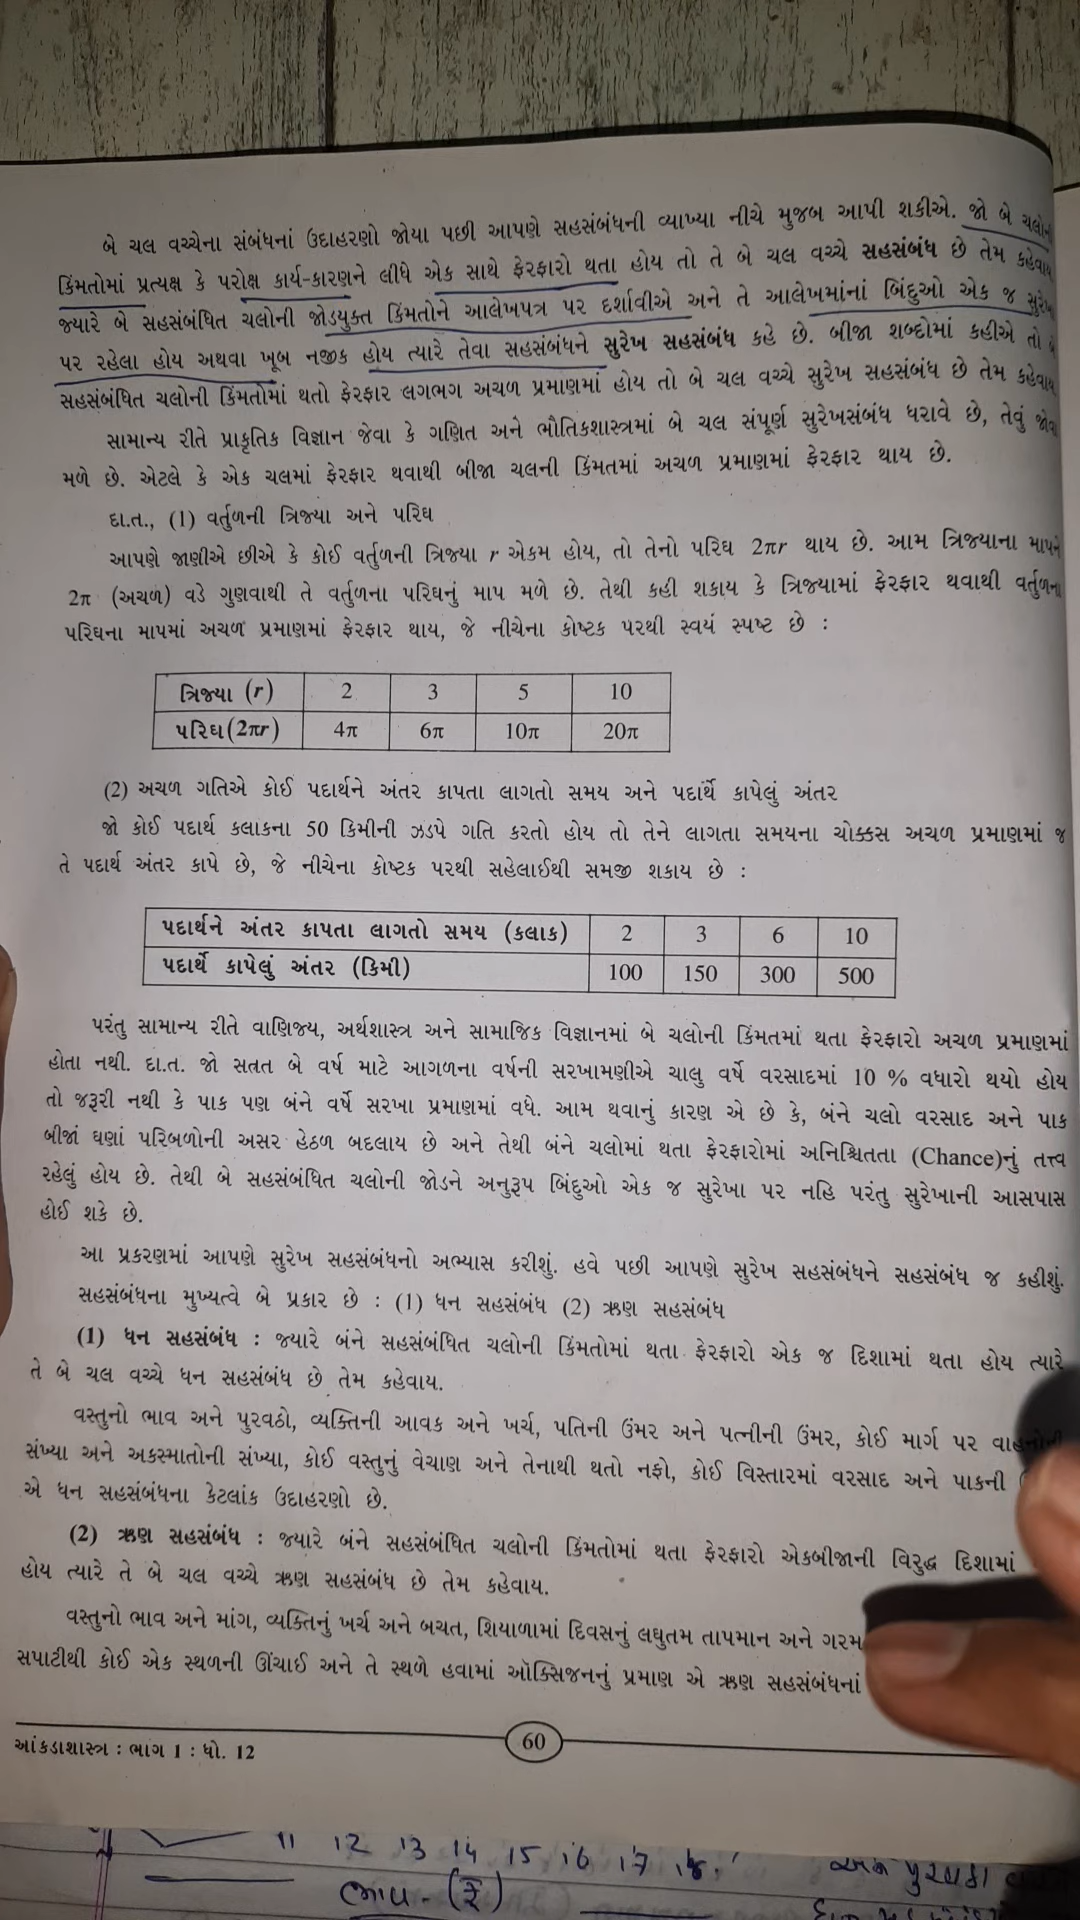 બે ચલ વચ્ચેના સંબંધનાં ઉદાહરણો જોયા પછી આપણે સહસંબંધની વ્યાખ્યા નીચે મુજબ આપી શકીએ. જો બે ચલોની
કિંમતોમાં પ્રત્યક્ષ કે પરોક્ષ કાર્ય-કારણને લીધે એક સાથે ફેરફારો થતા હોય તો તે બે ચલ વચ્ચે સહસંબંધ છે તેમ કહેવાય
જ્યારે બે સહસંબંધિત ચલોની જોડયુક્ત કિંમતોને આલેખપત્ર પર દર્શાવીએ અને તે આલેખમાંનાં બિંદુઓ એક જ સુરેખ
પર રહેલા હોય અથવા ખૂબ નજીક હોય ત્યારે તેવા સહસંબંધને સુરેખ સહસંબંધ કહે છે. બીજા શબ્દોમાં કહીએ તો બે
સહસંબંધિત ચલોની કિંમતોમાં થતો ફેરફાર લગભગ અચળ પ્રમાણમાં હોય તો બે ચલ વચ્ચે સુરેખ સહસંબંધ છે તેમ કહેવાય
સામાન્ય રીતે પ્રાકૃતિક વિજ્ઞાન જેવા કે ગણિત અને ભૌતિકશાસ્ત્રમાં બે ચલ સંપૂર્ણ સુરેખસંબંધ ધરાવે છે, તેવું જોવા
મળે છે. એટલે કે એક ચલમાં ફેરફાર થવાથી બીજા ચલની કિંમતમાં અચળ પ્રમાણમાં ફેરફાર થાય છે.
દા.ત., (1) વર્તુળની ત્રિજ્યા અને પરિઘ
આપણે જાણીએ છીએ કે કોઈ વર્તુળની ત્રિજ્યા r એકમ હોય, તો તેનો પરિઘ 2πr થાય છે. આમ ત્રિજ્યાના માપને
2π (અચળ) વડે ગુણવાથી તે વર્તુળના પરિઘનું માપ મળે છે. તેથી કહી શકાય કે ત્રિજ્યામાં ફેરફાર થવાથી વર્તુળના
પરિઘના માપમાં અચળ પ્રમાણમાં ફેરફાર થાય, જે નીચેના કોષ્ટક પરથી સ્વયં સ્પષ્ટ છે :
ત્રિજ્યા (r) 2 3 5 10
પરિઘ(2πr) 4π 6π 10π 20π
(2) અચળ ગતિએ કોઈ પદાર્થને અંતર કાપતા લાગતો સમય અને પદાર્થે કાપેલું અંતર
જો કોઈ પદાર્થ કલાકના 50 કિમીની ઝડપે ગતિ કરતો હોય તો તેને લાગતા સમયના ચોક્કસ અચળ પ્રમાણમાં જ
તે પદાર્થ અંતર કાપે છે, જે નીચેના કોષ્ટક પરથી સહેલાઈથી સમજી શકાય છે :
પદાર્થને અંતર કાપતા લાગતો સમય (કલાક) 2 3 6 10
પદાર્થે કાપેલું અંતર (કિમી) 100 150 300 500
પરંતુ સામાન્ય રીતે વાણિજ્ય, અર્થશાસ્ત્ર અને સામાજિક વિજ્ઞાનમાં બે ચલોની કિંમતમાં થતા ફેરફારો અચળ પ્રમાણમાં
હોતા નથી. દા.ત. જો સતત બે વર્ષ માટે આગળના વર્ષની સરખામણીએ ચાલુ વર્ષે વરસાદમાં 10 % વધારો થયો હોય
તો જરૂરી નથી કે પાક પણ બંને વર્ષે સરખા પ્રમાણમાં વધે. આમ થવાનું કારણ એ છે કે, બંને ચલો વરસાદ અને પાક
બીજાં ઘણાં પરિબળોની અસર હેઠળ બદલાય છે અને તેથી બંને ચલોમાં થતા ફેરફારોમાં અનિશ્ચિતતા (Chance)નું તત્ત્વ
રહેલું હોય છે. તેથી બે સહસંબંધિત ચલોની જોડને અનુરૂપ બિંદુઓ એક જ સુરેખા પર નહિ પરંતુ સુરેખાની આસપાસ
હોઈ શકે છે.
આ પ્રકરણમાં આપણે સુરેખ સહસંબંધનો અભ્યાસ કરીશું. હવે પછી આપણે સુરેખ સહસંબંધને સહસંબંધ જ કહીશું.
સહસંબંધના મુખ્યત્વે બે પ્રકાર છે : (1) ધન સહસંબંધ (2) ઋણ સહસંબંધ
(1) ધન સહસંબંધ : જ્યારે બંને સહસંબંધિત ચલોની કિંમતોમાં થતા ફેરફારો એક જ દિશામાં થતા હોય ત્યારે
તે બે ચલ વચ્ચે ધન સહસંબંધ છે તેમ કહેવાય.
વસ્તુનો ભાવ અને પુરવઠો, વ્યક્તિની આવક અને ખર્ચ, પતિની ઉંમર અને પત્નીની ઉંમર, કોઈ માર્ગ પર વાહનોની
સંખ્યા અને અકસ્માતોની સંખ્યા, કોઈ વસ્તુનું વેચાણ અને તેનાથી થતો નફો, કોઈ વિસ્તારમાં વરસાદ અને પાકની
એ ધન સહસંબંધના કેટલાંક ઉદાહરણો છે.
(2) ઋણ સહસંબંધ : જ્યારે બંને સહસંબંધિત ચલોની કિંમતોમાં થતા ફેરફારો એકબીજાની વિરુદ્ધ દિશામાં
હોય ત્યારે તે બે ચલ વચ્ચે ઋણ સહસંબંધ છે તેમ કહેવાય.
વસ્તુનો ભાવ અને માંગ, વ્યક્તિનું ખર્ચ અને બચત, શિયાળામાં દિવસનું લઘુતમ તાપમાન અને ગરમ
સપાટીથી કોઈ એક સ્થળની ઊંચાઈ અને તે સ્થળે હવામાં ઑક્સિજનનું પ્રમાણ એ ઋણ સહસંબંધનાં
60
આંકડાશાસ્ત્ર : ભાગ 1 : ધો. 12
11 12 13 14 15 16 17 18
ભાવ - (₹)